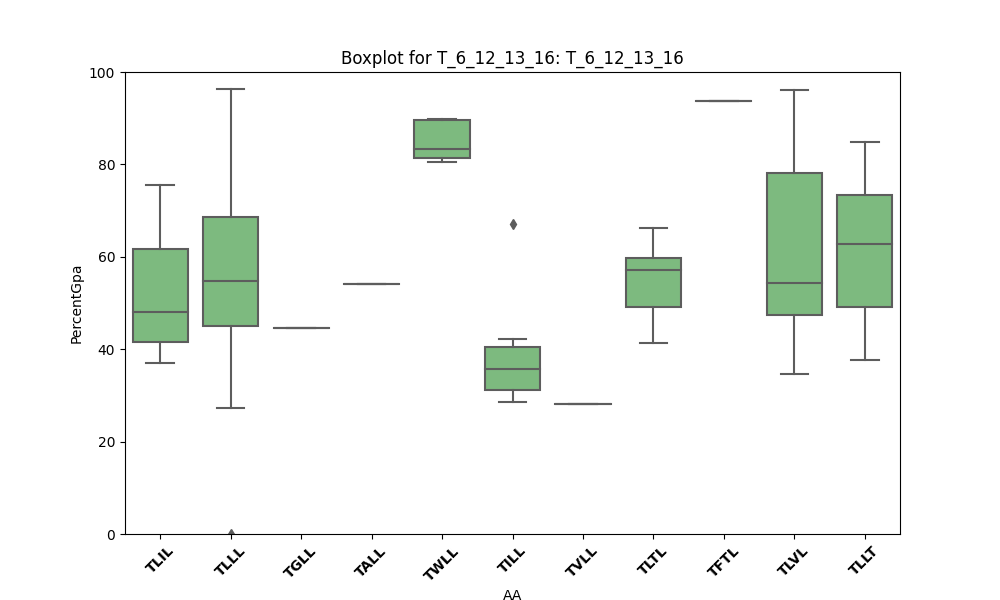 Boxplot for T_6_12_13_16: T_6_12_13_16
100
80
60
40
20
0
PercentGpa
TLIL TLLL TGLL TALL TWLL TILL TVLL TLTL TFTL TLVL TLLT
AA